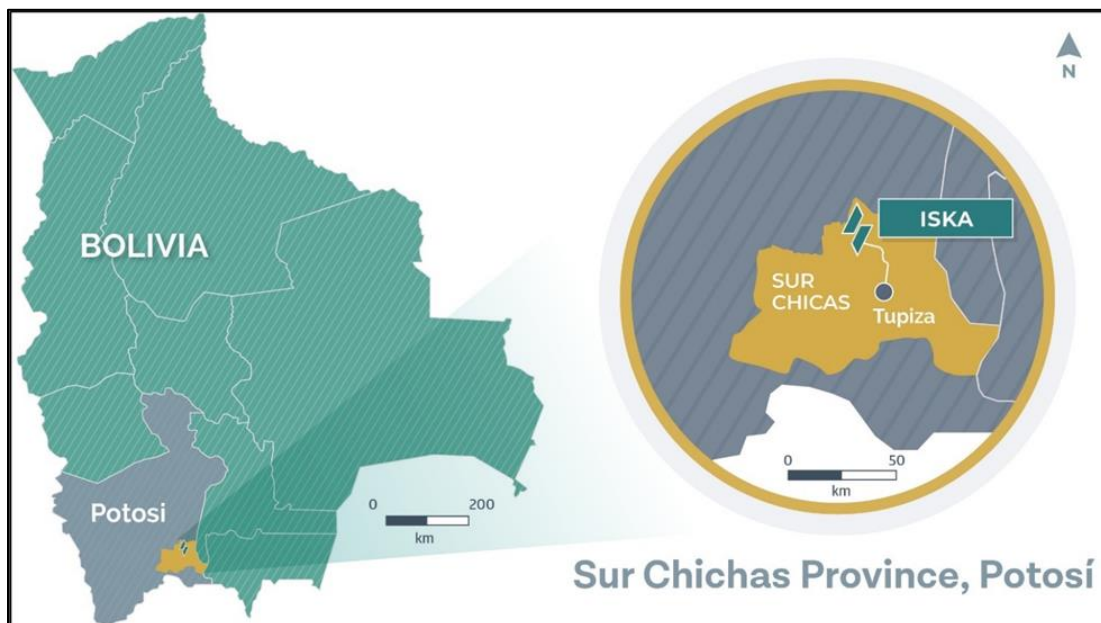 BOLIVIA
Potosi
0 200
km
N
ISKA
SUR
CHICAS
Tupiza
0 50
km
Sur Chichas Province, Potosí